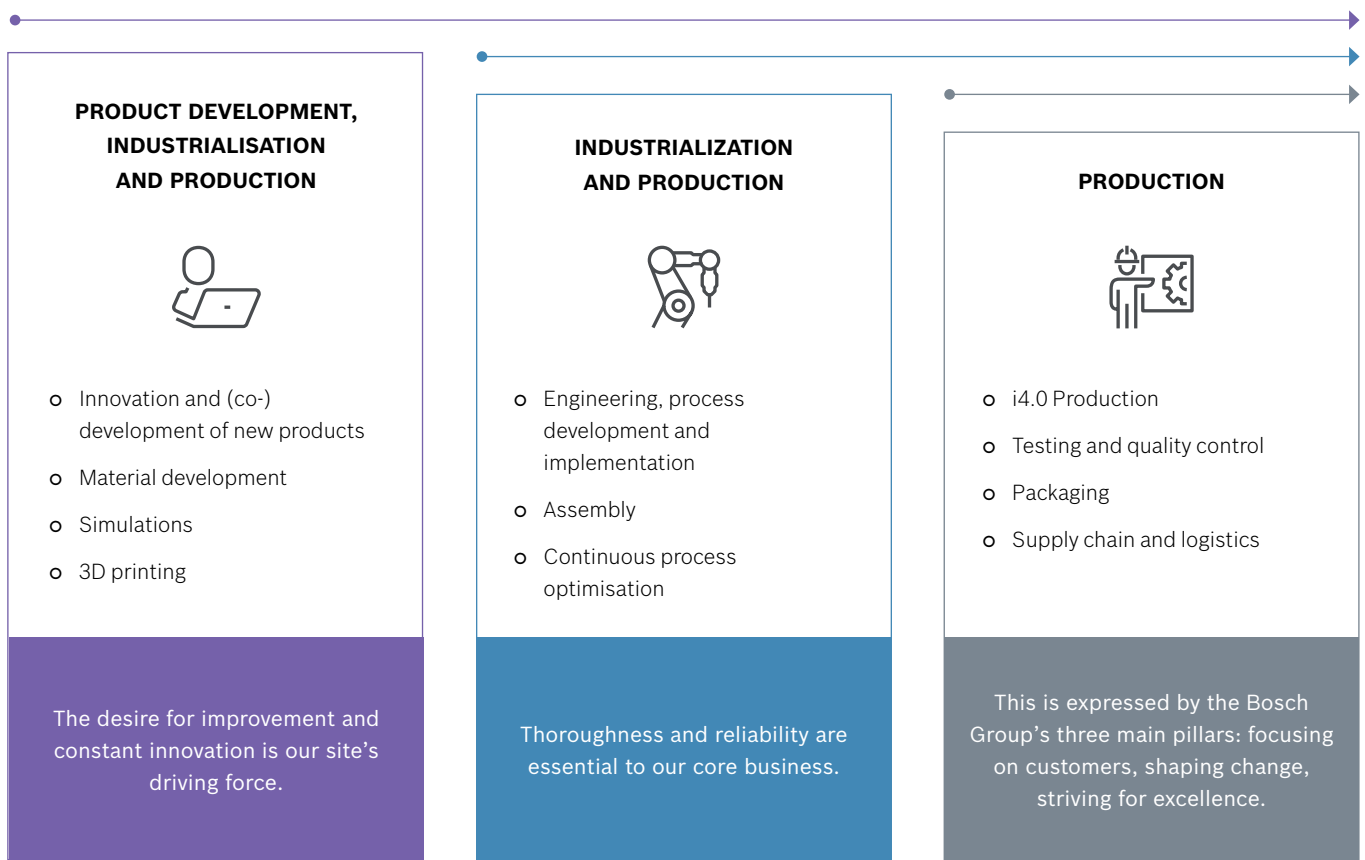 PRODUCT DEVELOPMENT,
INDUSTRIALISATION
AND PRODUCTION
Innovation and (co-)
development of new products
Material development
Simulations
3D printing
The desire for improvement and
constant innovation is our site’s
driving force.
INDUSTRIALIZATION
AND PRODUCTION
Engineering, process
development and
implementation
Assembly
Continuous process
optimisation
Thoroughness and reliability are
essential to our core business.
PRODUCTION
i4.0 Production
Testing and quality control
Packaging
Supply chain and logistics
This is expressed by the Bosch
Group’s three main pillars: focusing
on customers, shaping change,
striving for excellence.